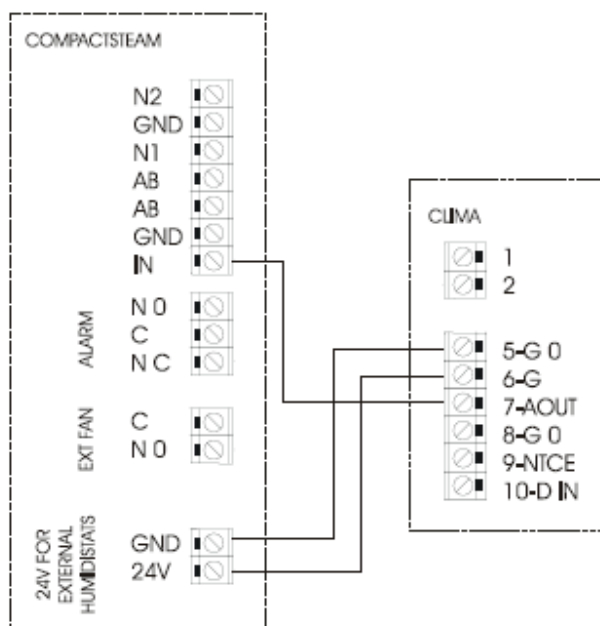 COMPACTSTEAM
N2
GND
N1
AB
AB
GND
IN
ALARM
N 0
C
N C
EXT FAN
C
N 0
24V FOR
EXTERNAL
HUMIDISTATS
GND
24V
CLIMA
1
2
5-G 0
6-G
7-AOUT
8-G 0
9-NTCE
10-D IN